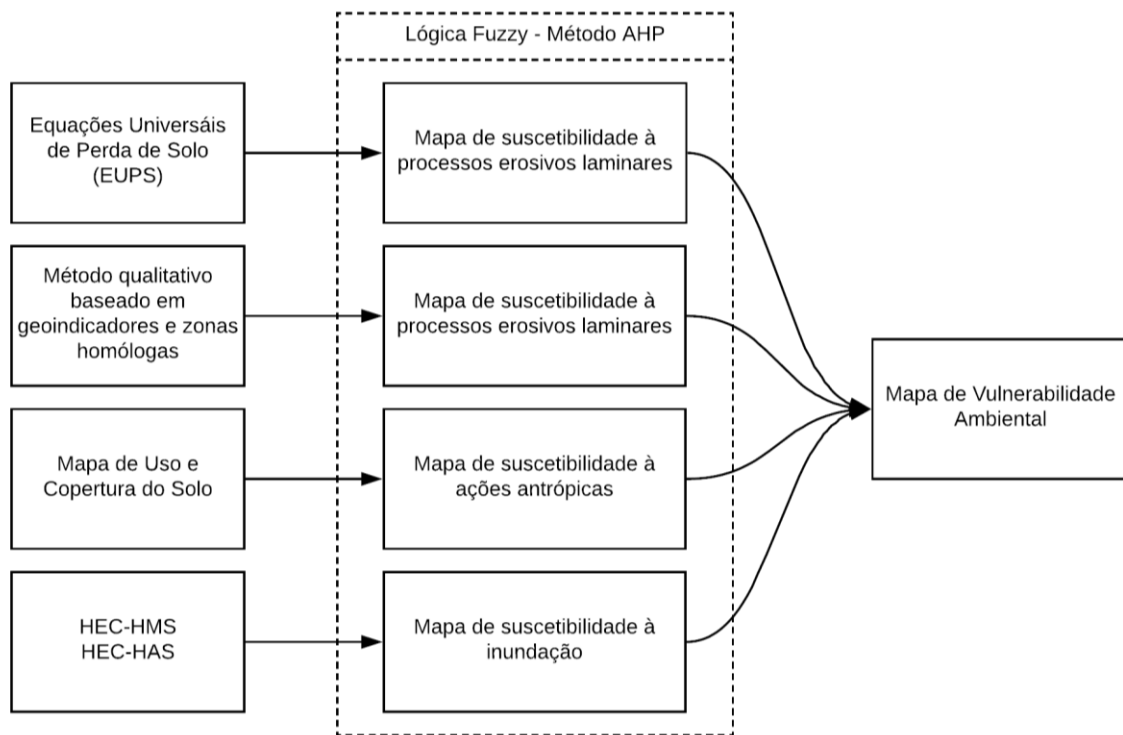 Lógica Fuzzy - Método AHP
Equações Universáis
de Perda de Solo
(EUPS)
Mapa de suscetibilidade à
processos erosivos laminares
Método qualitativo
baseado em
geoindicadores e zonas
homólogas
Mapa de suscetibilidade à
processos erosivos laminares
Mapa de Vulnerabilidade
Ambiental
Mapa de Uso e
Copertura do Solo
Mapa de suscetibilidade à
ações antrópicas
HEC-HMS
HEC-HAS
Mapa de suscetibilidade à
inundação